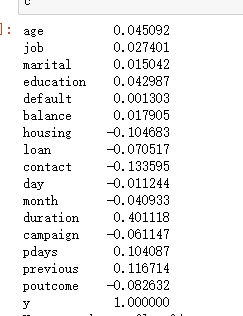 ]:
age 0.045092
job 0.027401
marital 0.015042
education 0.042987
default 0.001303
balance 0.017905
housing -0.104683
loan -0.070517
contact -0.133595
day -0.011244
month -0.040933
duration 0.401118
campaign -0.061147
pdays 0.104087
previous 0.116714
poutcome -0.082632
y 1.000000